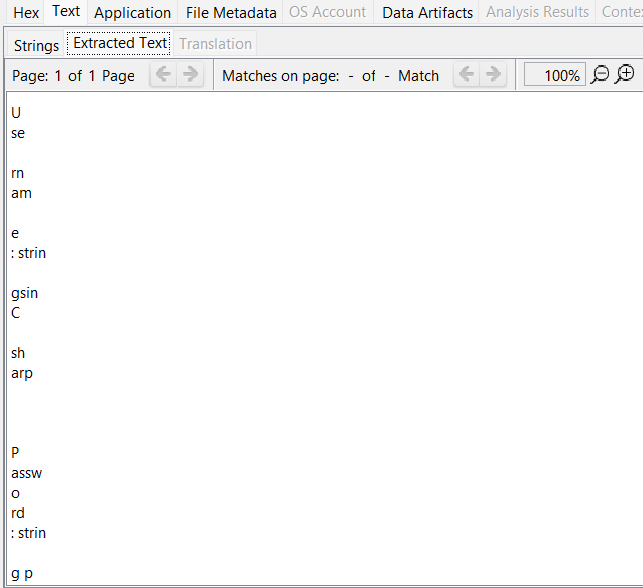 Hex Text Application File Metadata OS Account Data Artifacts Analysis Results Conte
Strings Extracted Text Translation
Page: 1 of 1 Page Matches on page: - of - Match 100%
U
se
rn
am
e
: strin
gsin
C
sh
arp
P
assw
o
rd
: strin
g p